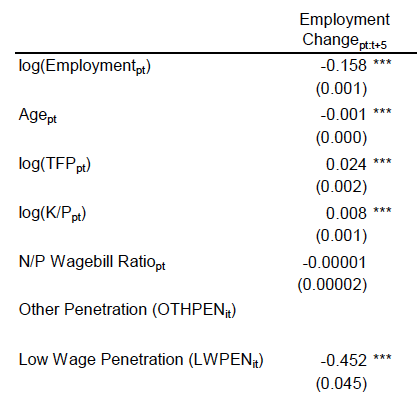 Employment
Change pt:t+5
log(Employment pt) -0.158 ***
(0.001)
Age pt -0.001 ***
(0.000)
log(TFP pt) 0.024 ***
(0.002)
log(K/P pt) 0.008 ***
(0.001)
N/P Wagebill Ratio pt -0.00001
(0.00002)
Other Penetration (OTHPEN it)
Low Wage Penetration (LWPEN it) -0.452 ***
(0.045)